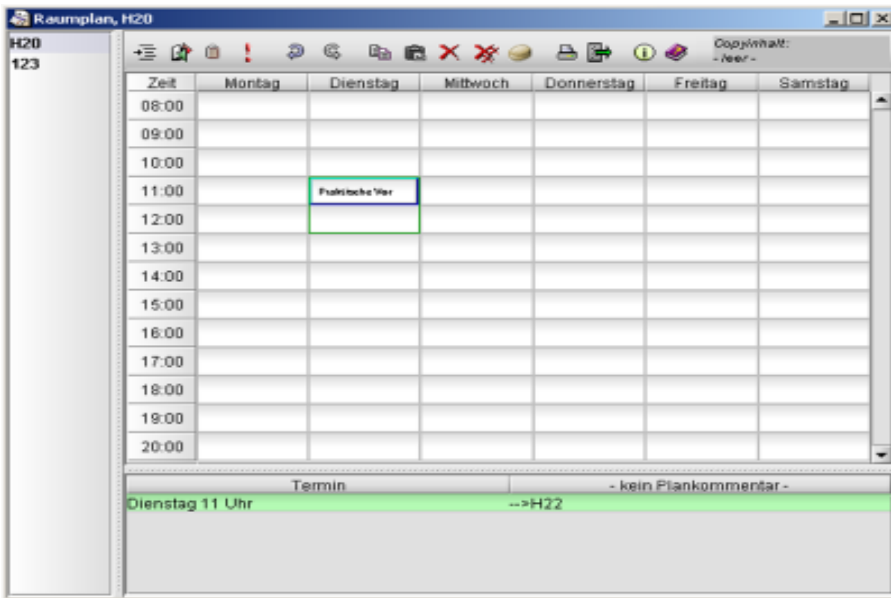 Raumplan, H20
H20
123
Copyinhalt:
- leer -
Zeit Montag Dienstag Mittwoch Donnerstag Freitag Samstag
08:00
09:00
10:00
11:00 Praktische Vor
12:00
13:00
14:00
15:00
16:00
17:00
18:00
19:00
20:00
Termin - kein Plankommentar -
Dienstag 11 Uhr -->H22